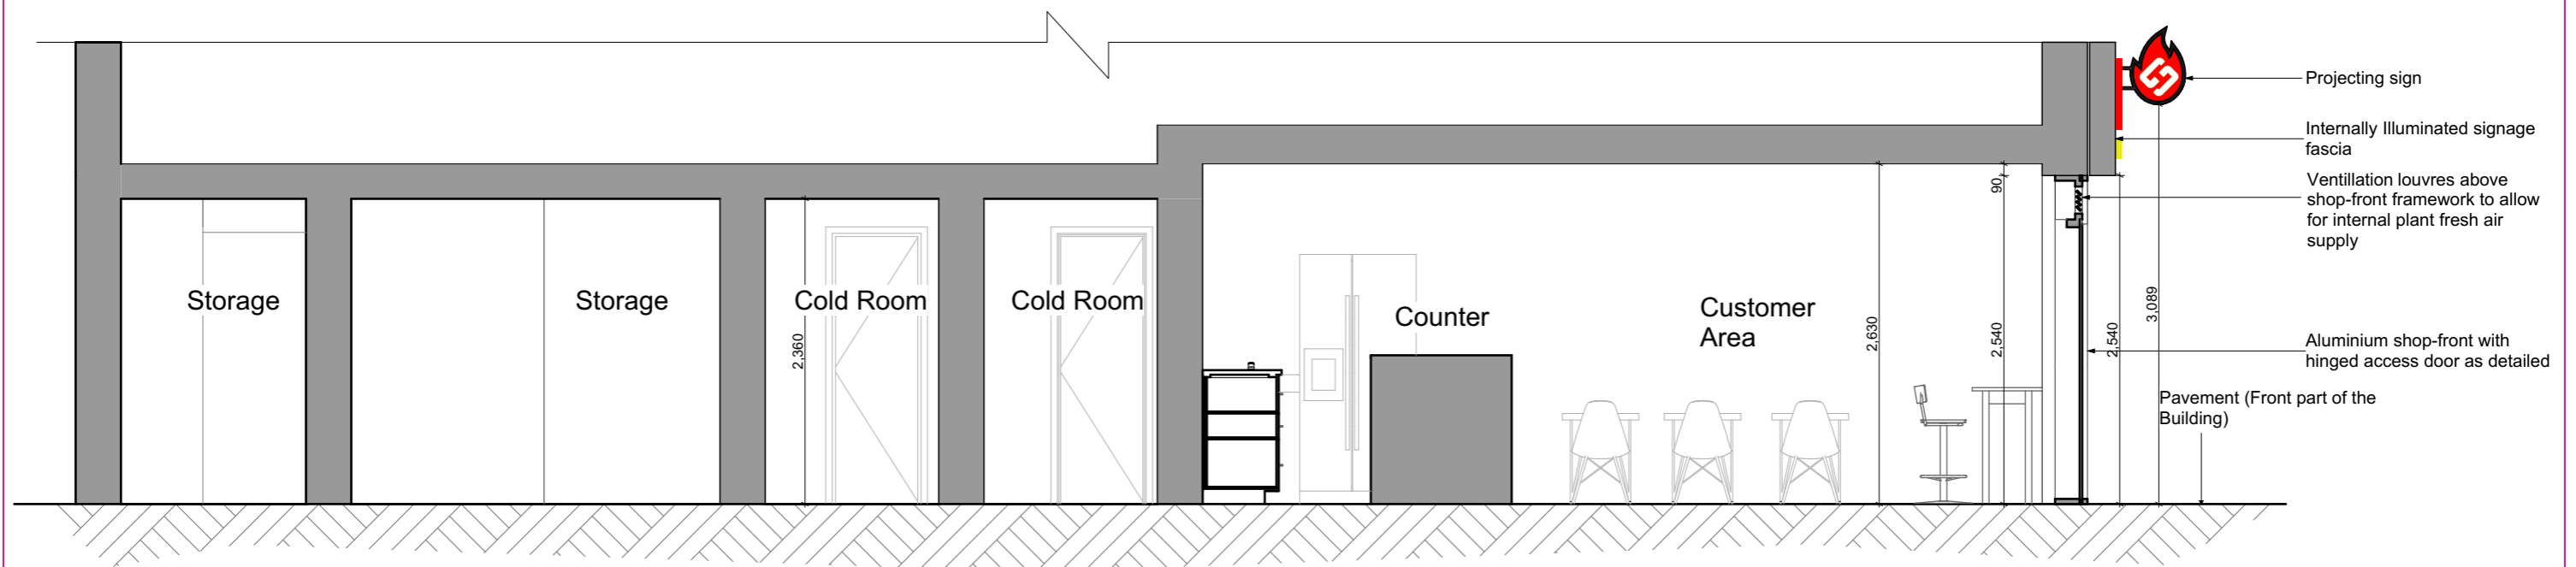 Projecting sign
Internally Illuminated signage
fascia
Ventillation louvres above
shop-front framework to allow
for internal plant fresh air
supply
Aluminium shop-front with
hinged access door as detailed
Pavement (Front part of the
Building)
Storage
Storage
Cold Room
Cold Room
Counter
Customer
Area
2,360
2,630
90
2,540
2,540
3,089